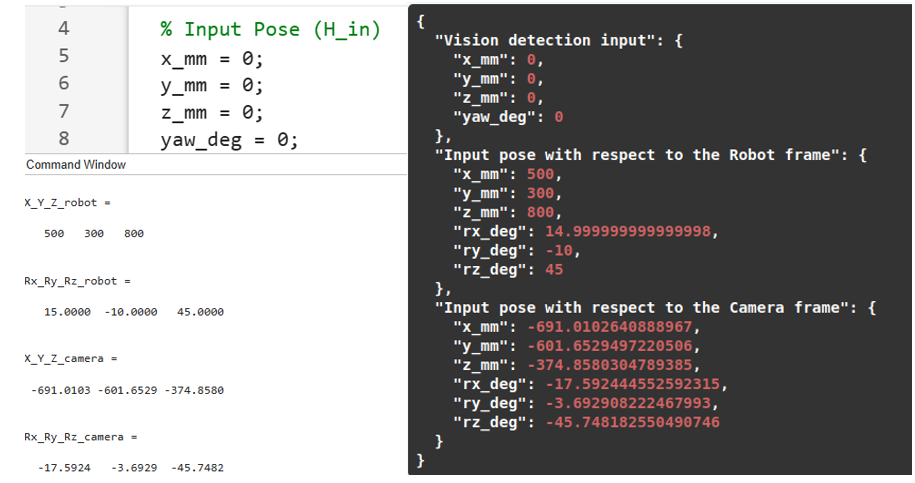 4 % Input Pose (H_in)
5 x_mm = 0;
6 y_mm = 0;
7 z_mm = 0;
8 yaw_deg = 0;
Command Window
X_Y_Z_robot =
500 300 800
Rx_Ry_Rz_robot =
15.0000 -10.0000 45.0000
X_Y_Z_camera =
-691.0103 -601.6529 -374.8580
Rx_Ry_Rz_camera =
-17.5924 -3.6929 -45.7482
{
"Vision detection input": {
"x_mm": 0,
"y_mm": 0,
"z_mm": 0,
"yaw_deg": 0
},
"Input pose with respect to the Robot frame": {
"x_mm": 500,
"y_mm": 300,
"z_mm": 800,
"rx_deg": 14.999999999999998,
"ry_deg": -10,
"rz_deg": 45
},
"Input pose with respect to the Camera frame": {
"x_mm": -691.0102640888967,
"y_mm": -601.6529497220506,
"z_mm": -374.8580304789385,
"rx_deg": -17.592444552592315,
"ry_deg": -3.692908222467993,
"rz_deg": -45.748182550490746
}
}